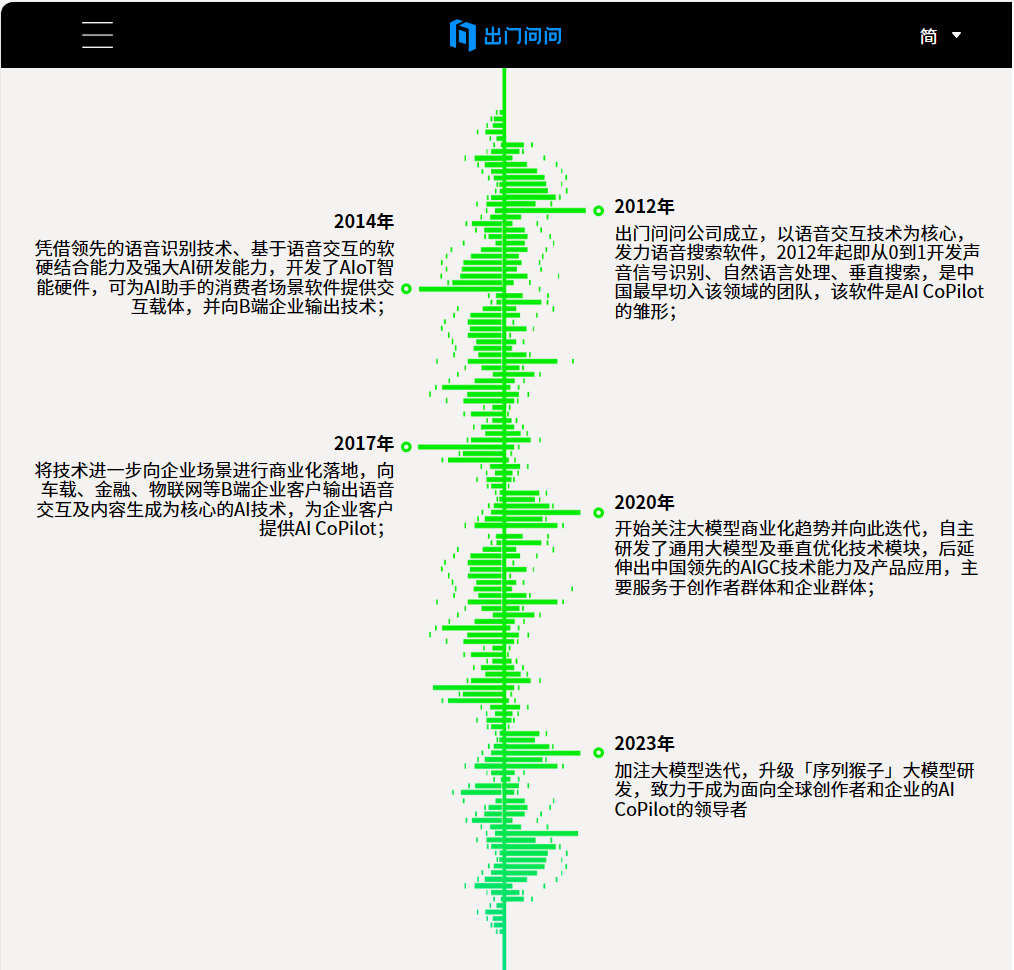 出门问问
简
2012年
出门问问公司成立，以语音交互技术为核心，
发力语音搜索软件，2012年起即从0到1开发声
音信号识别、自然语言处理、垂直搜索，是中
国最早切入该领域的团队，该软件是AI CoPilot
的雏形；
2014年
凭借领先的语音识别技术、基于语音交互的软
硬结合能力及强大AI研发能力，开发了AIoT智
能硬件，可为AI助手的消费者场景软件提供交
互载体，并向B端企业输出技术；
2017年
将技术进一步向企业场景进行商业化落地，向
车载、金融、物联网等B端企业客户输出语音
交互及内容生成为核心的AI技术，为企业客户
提供AI CoPilot；
2020年
开始关注大模型商业化趋势并向此迭代，自主
研发了通用大模型及垂直优化技术模块，后延
伸出中国领先的AIGC技术能力及产品应用，主
要服务于创作者群体和企业群体；
2023年
加注大模型迭代，升级「序列猴子」大模型研
发，致力于成为面向全球创作者和企业的AI
CoPilot的领导者